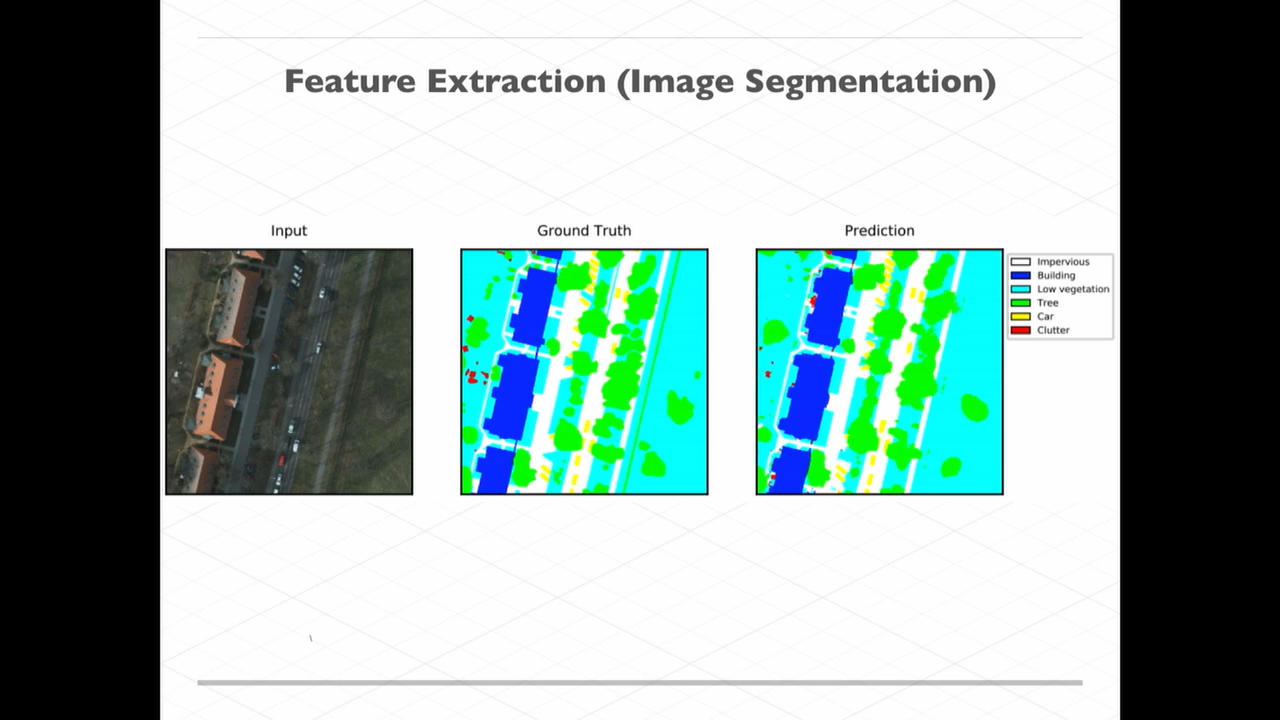 Feature Extraction (Image Segmentation)
Input
Ground Truth
Prediction
Impervious
Building
Low vegetation
Tree
Car
Clutter
\